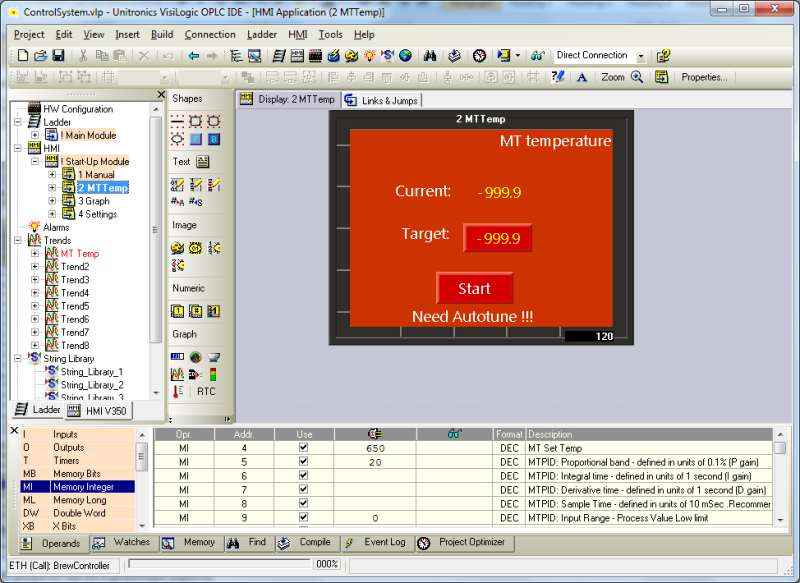 ControlSystem.vlp - Unitronics VisiLogic OPLC IDE - [HMI Application (2 MTTemp)]
Project Edit View Insert Build Connection Ladder HMI Tools Help
Direct Connection
A Zoom Properties...
HW Configuration
Ladder
! Main Module
HMI
! Start-Up Module
1 Manual
2 MTTemp
3 Graph
4 Settings
Alarms
Trends
MT Temp
Trend2
Trend3
Trend4
Trend5
Trend6
Trend7
Trend8
String Library
String_Library_1
String_Library_2
String_Library_3
Ladder HMI V350
Shapes
Text
Image
Numeric
Graph
RTC
Display: 2 MTTemp Links & Jumps
2 MTTemp
MT temperature
Current: -999.9
Target: -999.9
Start
Need Autotune !!!
120
I Inputs
O Outputs
T Timers
MB Memory Bits
MI Memory Integer
ML Memory Long
DW Double Word
XB X Bits
Opr. Addr. Use Format Description
MI 4 650 DEC MT Set Temp
MI 5 20 DEC MTPID: Proportional band - defined in units of 0.1% (P gain)
MI 6 DEC MTPID: Integral time - defined in units of 1 second (I gain)
MI 7 DEC MTPID: Derivative time - defined in units of 1 second (D gain)
MI 8 DEC MTPID: Sample Time - defined in units of 10 mSec .Recommer
MI 9 0 DEC MTPID: Input Range - Process Value Low limit
Operands Watches Memory Find Compile Event Log Project Optimizer
ETH (Call): BrewController 000%